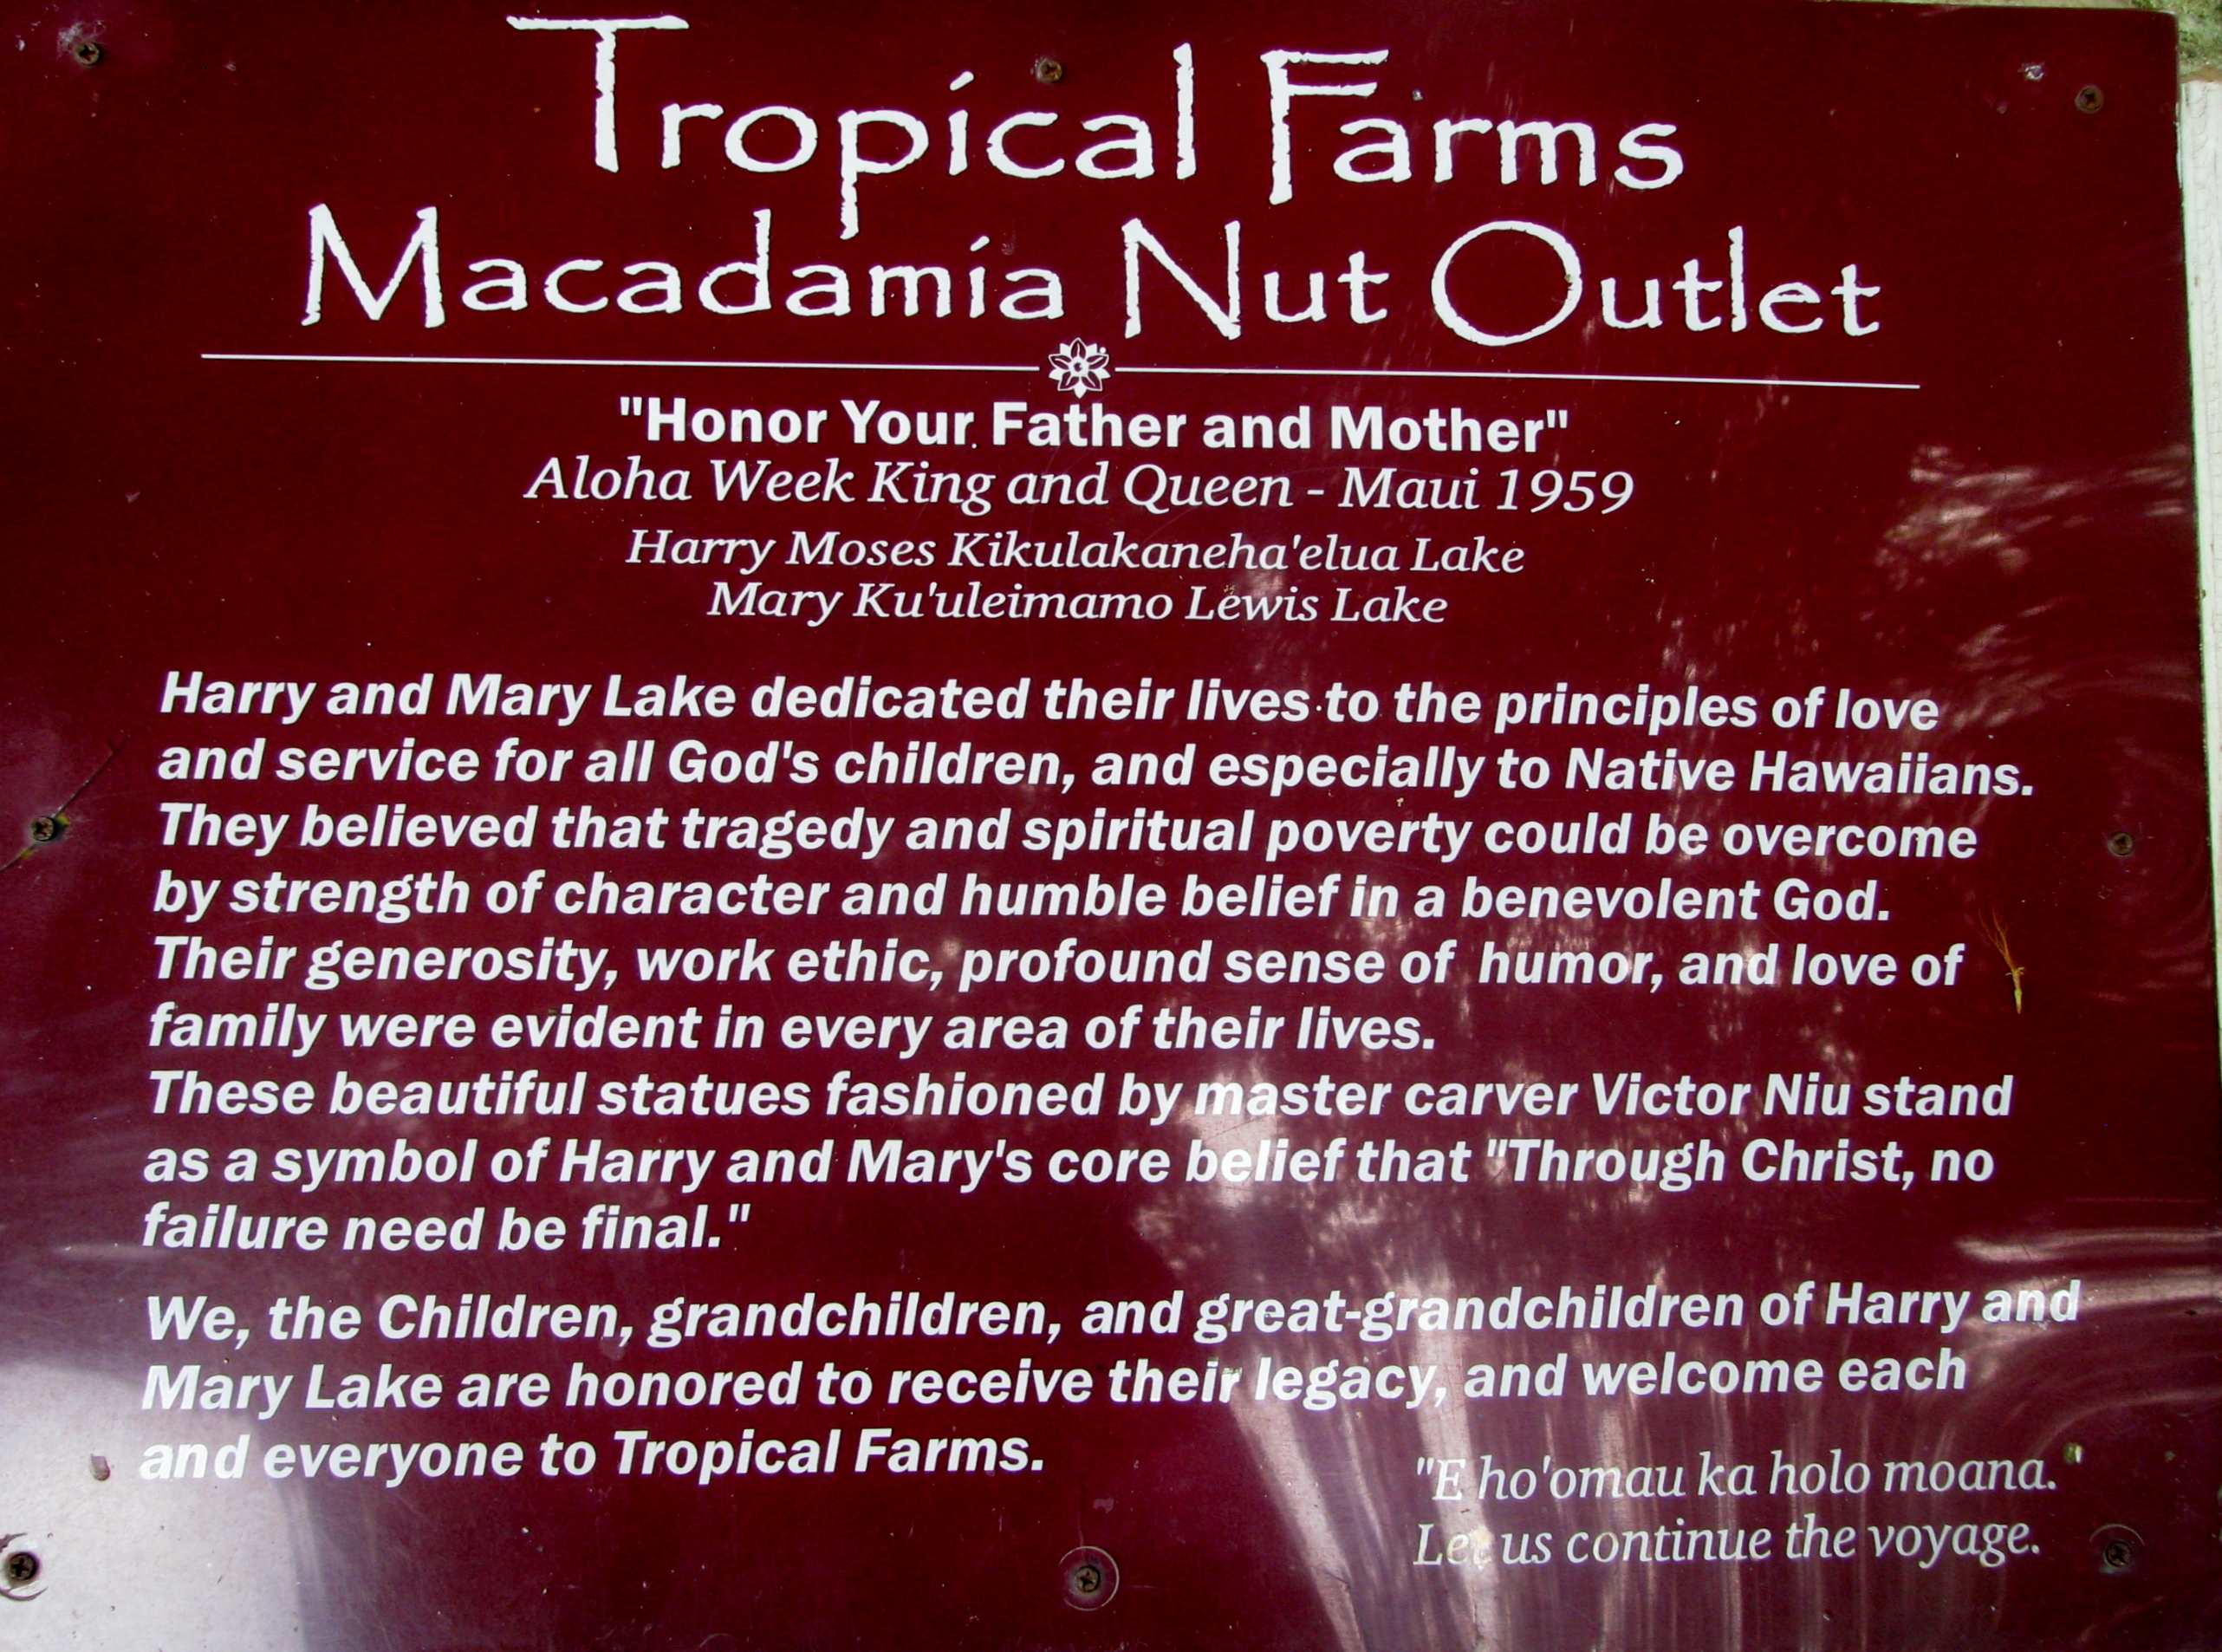 Tropical Farms
Macadamia Nut Outlet
"Honor Your Father and Mother"
Aloha Week King and Queen - Maui 1959
Harry Moses Kikulakaneha'elua Lake
Mary Ku'uleimamo Lewis Lake
Harry and Mary Lake dedicated their lives to the principles of love
and service for all God's children, and especially to Native Hawaiians.
They believed that tragedy and spiritual poverty could be overcome
by strength of character and humble belief in a benevolent God.
Their generosity, work ethic, profound sense of humor, and love of
family were evident in every area of their lives.
These beautiful statues fashioned by master carver Victor Niu stand
as a symbol of Harry and Mary's core belief that "Through Christ, no
failure need be final."
We, the Children, grandchildren, and great-grandchildren of Harry and
Mary Lake are honored to receive their legacy, and welcome each
and everyone to Tropical Farms.
"E ho'omau ka holo moana."
Let us continue the voyage.